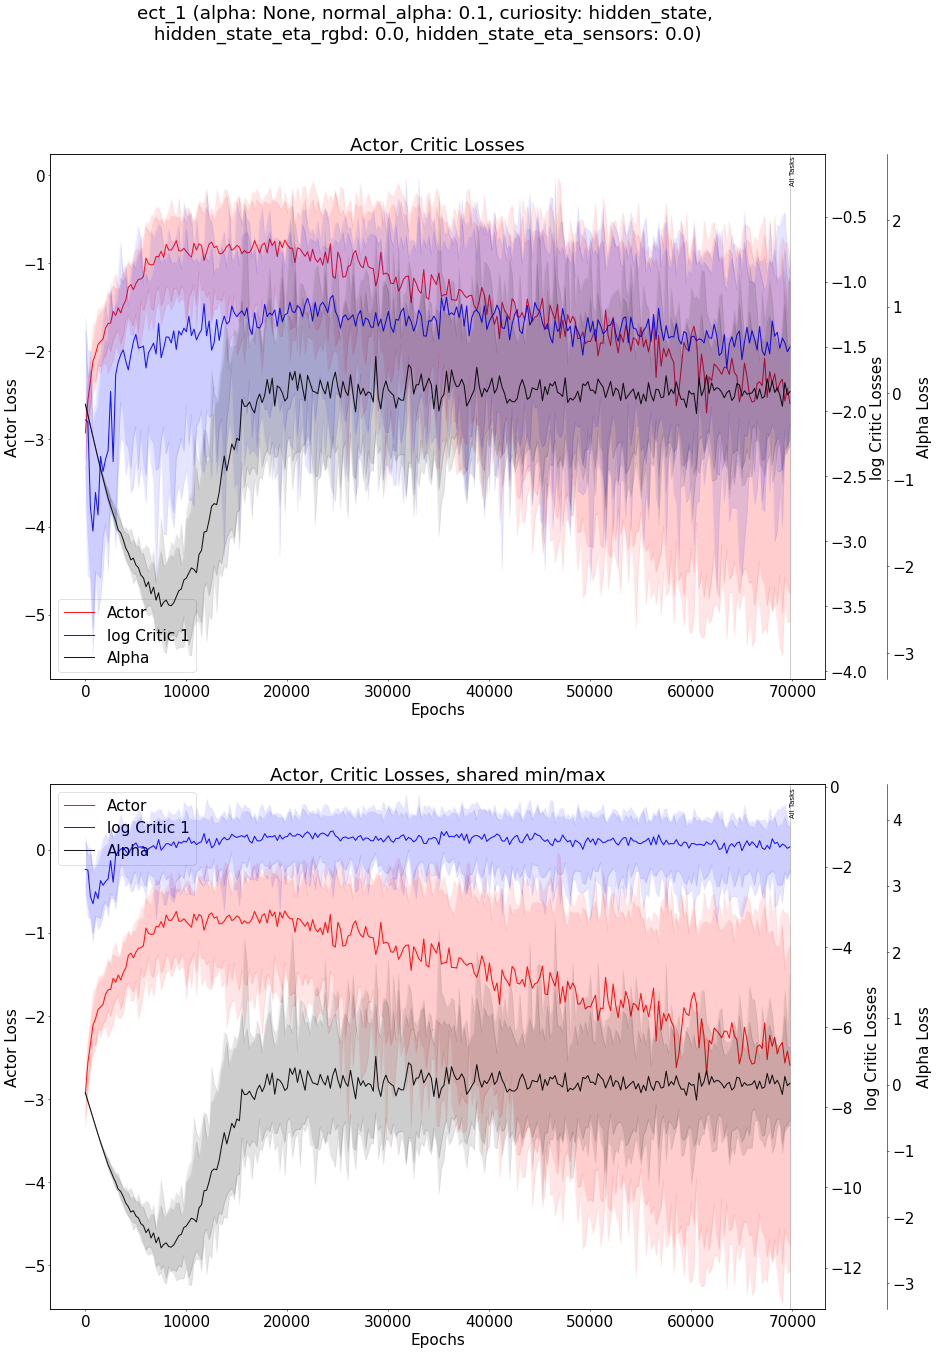 ect_1 (alpha: None, normal_alpha: 0.1, curiosity: hidden_state,
hidden_state_eta_rgbd: 0.0, hidden_state_eta_sensors: 0.0)
Actor, Critic Losses
All Tasks
0
−1
−2
−3
−4
−5
Actor Loss
−0.5
−1.0
−1.5
−2.0
−2.5
−3.0
−3.5
−4.0
log Critic Losses
2
1
0
−1
−2
−3
Alpha Loss
Actor
log Critic 1
Alpha
0
10000
20000
30000
40000
50000
60000
70000
Epochs
Actor, Critic Losses, shared min/max
All Tasks
Actor
log Critic 1
Alpha
0
−1
−2
−3
−4
−5
Actor Loss
0
−2
−4
−6
−8
−10
−12
log Critic Losses
4
3
2
1
0
−1
−2
−3
Alpha Loss
0
10000
20000
30000
40000
50000
60000
70000
Epochs